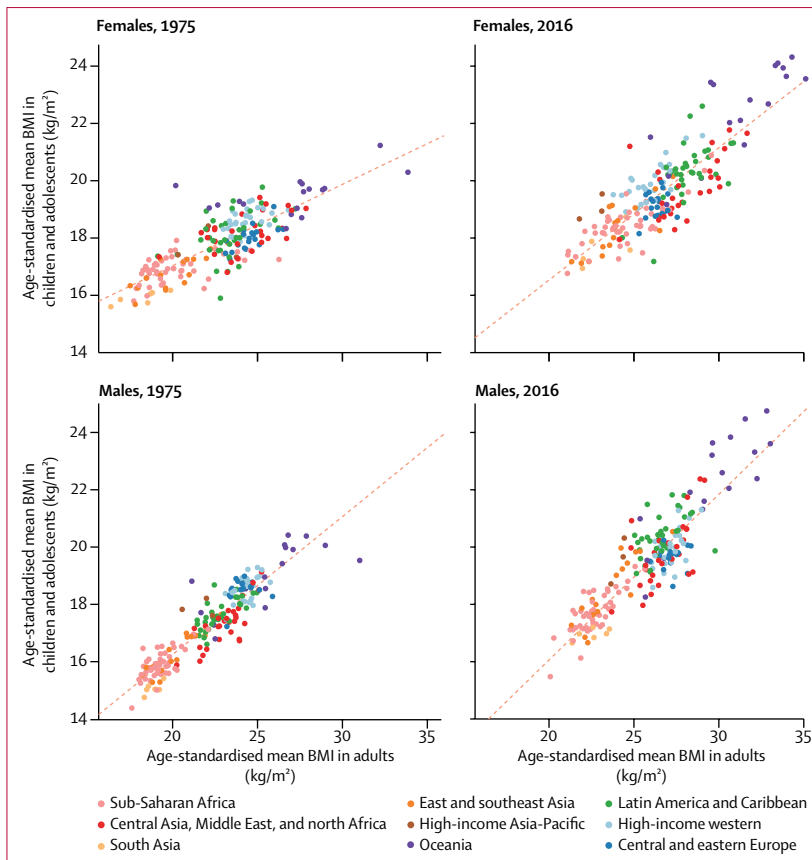 Females, 1975
Females, 2016
Age-standardised mean BMI in
children and adolescents (kg/m²)
24
22
20
18
16
14
Males, 1975
Males, 2016
Age-standardised mean BMI in
children and adolescents (kg/m²)
24
22
20
18
16
14
20 25 30 35
20 25 30 35
Age-standardised mean BMI in adults
(kg/m²)
Age-standardised mean BMI in adults
(kg/m²)
Sub-Saharan Africa
East and southeast Asia
Latin America and Caribbean
Central Asia, Middle East, and north Africa
High-income Asia-Pacific
High-income western
South Asia
Oceania
Central and eastern Europe